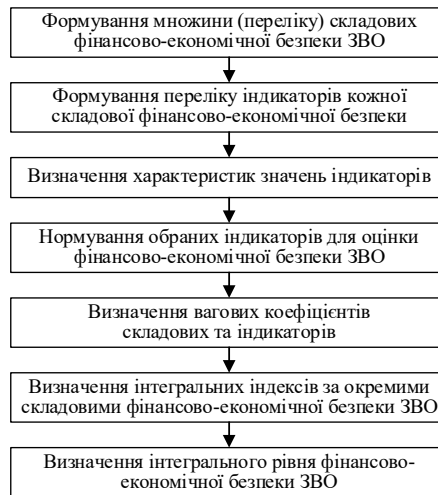 Формування множини (переліку) складових
фінансово-економічної безпеки ЗВО
Формування переліку індикаторів кожної
складової фінансово-економічної безпеки
Визначення характеристик значень індикаторів
Нормування обраних індикаторів для оцінки
фінансово-економічної безпеки ЗВО
Визначення вагових коефіцієнтів
складових та індикаторів
Визначення інтегральних індексів за окремими
складовими фінансово-економічної безпеки ЗВО
Визначення інтегрального рівня фінансово-
економічної безпеки ЗВО